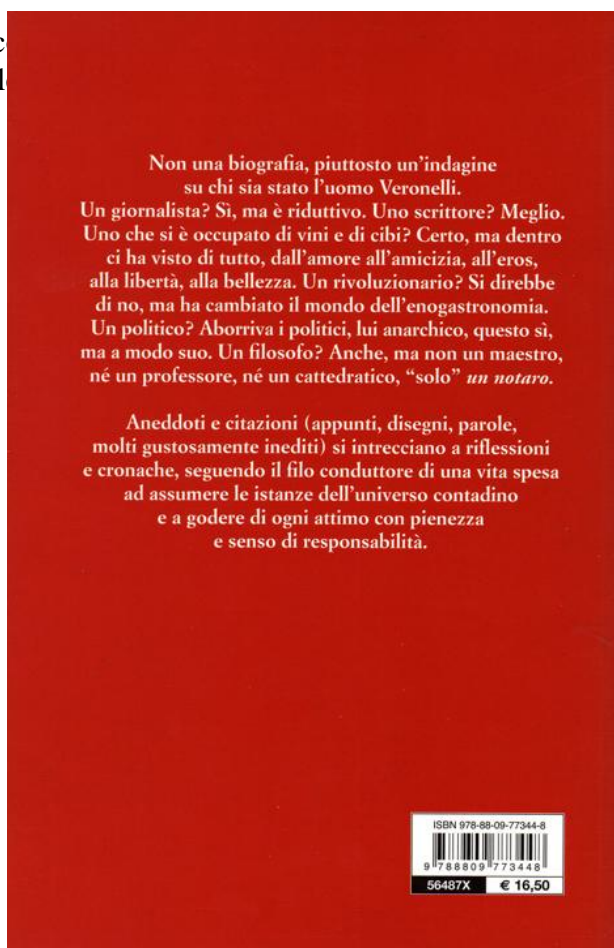 Non una biografia, piuttosto un'indagine
su chi sia stato l'uomo Veronelli.
Un giornalista? Sì, ma è riduttivo. Uno scrittore? Meglio.
Uno che si è occupato di vini e di cibi? Certo, ma dentro
ci ha visto di tutto, dall'amore all'amicizia, all'eros,
alla libertà, alla bellezza. Un rivoluzionario? Si direbbe
di no, ma ha cambiato il mondo dell'enogastronomia.
Un politico? Aborriva i politici, lui anarchico, questo sì,
ma a modo suo. Un filosofo? Anche, ma non un maestro,
né un professore, né un cattedratico, “solo” un notaro.
Aneddoti e citazioni (appunti, disegni, parole,
molti gustosamente inediti) si intrecciano a riflessioni
e cronache, seguendo il filo conduttore di una vita spesa
ad assumere le istanze dell'universo contadino
e a godere di ogni attimo con pienezza
e senso di responsabilità.
ISBN 978-88-09-77344-8
9 788809 773448
56487X € 16,50